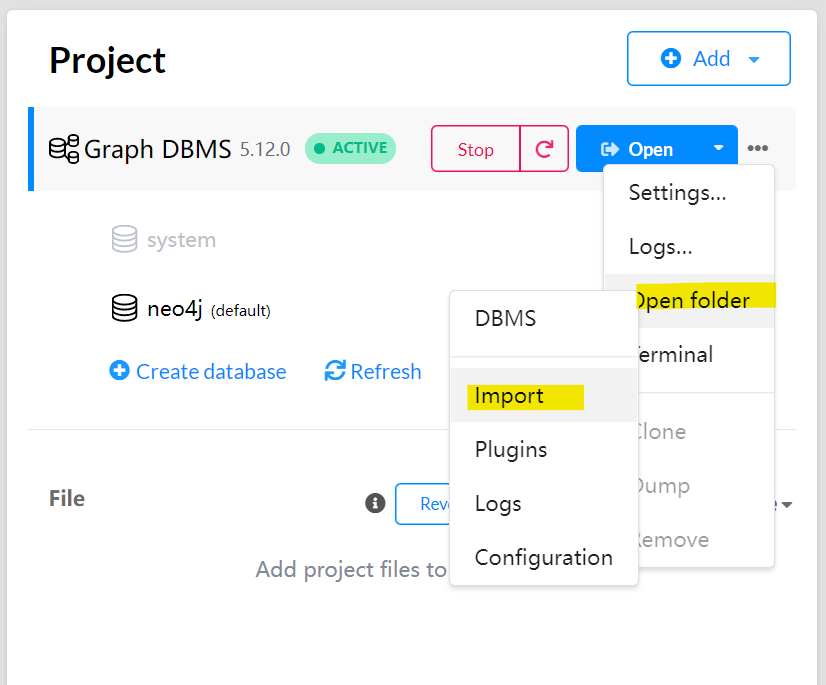 Project
Add
Graph DBMS 5.12.0 ACTIVE Stop Open
Settings...
Logs...
Open folder
Terminal
Clone
Dump
Remove
system
neo4j (default)
Create database Refresh
DBMS
Import
Plugins
Logs
Configuration
File
Add project files to